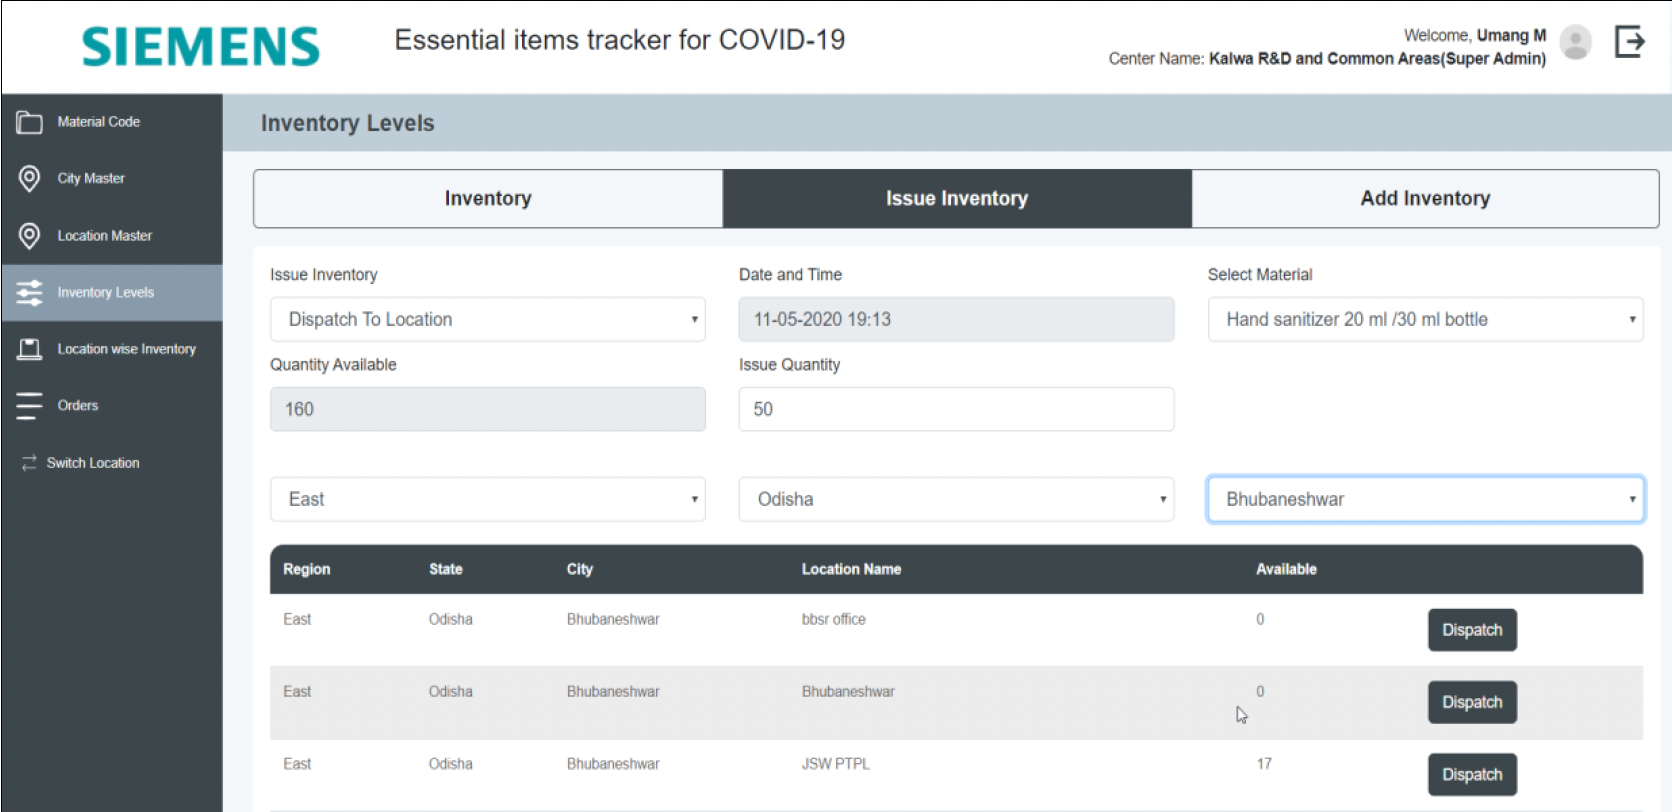 SIEMENS
Essential items tracker for COVID-19
Welcome, Umang M
Center Name: Kalwa R&D and Common Areas(Super Admin)
Material Code
City Master
Location Master
Inventory Levels
Location wise Inventory
Orders
Switch Location
Inventory Levels
Inventory Issue Inventory Add Inventory
Issue Inventory Date and Time Select Material
Dispatch To Location 11-05-2020 19:13 Hand sanitizer 20 ml /30 ml bottle
Quantity Available Issue Quantity
160 50
East Odisha Bhubaneshwar
Region State City Location Name Available
East Odisha Bhubaneshwar bbsr office 0 Dispatch
East Odisha Bhubaneshwar Bhubaneshwar 0 Dispatch
East Odisha Bhubaneshwar JSW PTPL 17 Dispatch